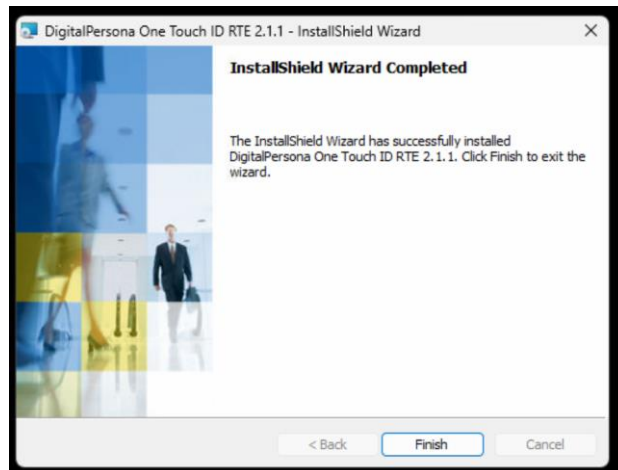 DigitalPersona One Touch ID RTE 2.1.1 - InstallShield Wizard
InstallShield Wizard Completed
The InstallShield Wizard has successfully installed
DigitalPersona One Touch ID RTE 2.1.1. Click Finish to exit the
wizard.
< Back
Finish
Cancel